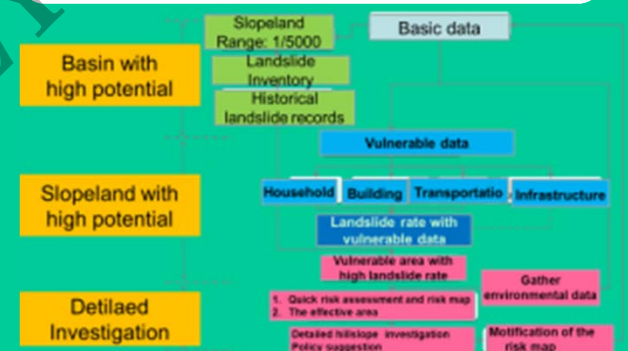 Slopeland
Range: 1/5000
Basic data
Basin with
high potential
Landslide
Inventory
Historical
landslide records
Vulnerable data
Slopeland with
high potential
Household
Building
Transportatio
Infrastructure
Landslide rate with
vulnerable data
Vulnerable area with
high landslide rate
Gather
environmental data
Detilaed
Investigation
1. Quick risk assessment and risk map
2. The effective area
Detailed hillslope investigation
Policy suggestion
Motification of the
risk map